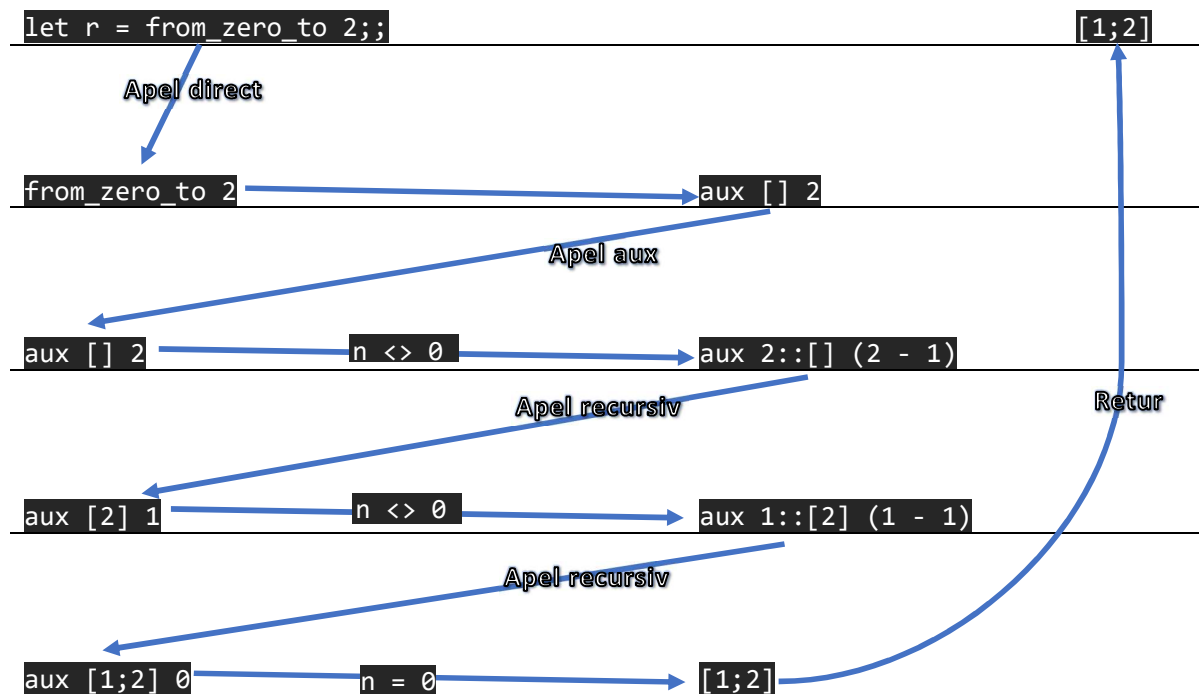 let r = from_zero_to 2;;
[1;2]
Apel direct
from_zero_to 2
aux [] 2
Apel aux
aux [] 2
n <> 0
aux 2::[] (2 - 1)
Apel recursiv
Retur
aux [2] 1
n <> 0
aux 1::[2] (1 - 1)
Apel recursiv
aux [1;2] 0
n = 0
[1;2]